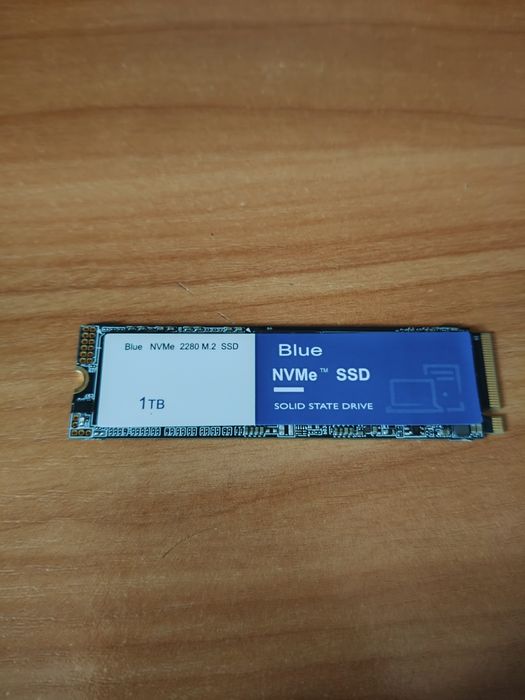 Blue NVMe 2280 M.2 SSD
1TB
Blue
NVMe™ SSD
SOLID STATE DRIVE